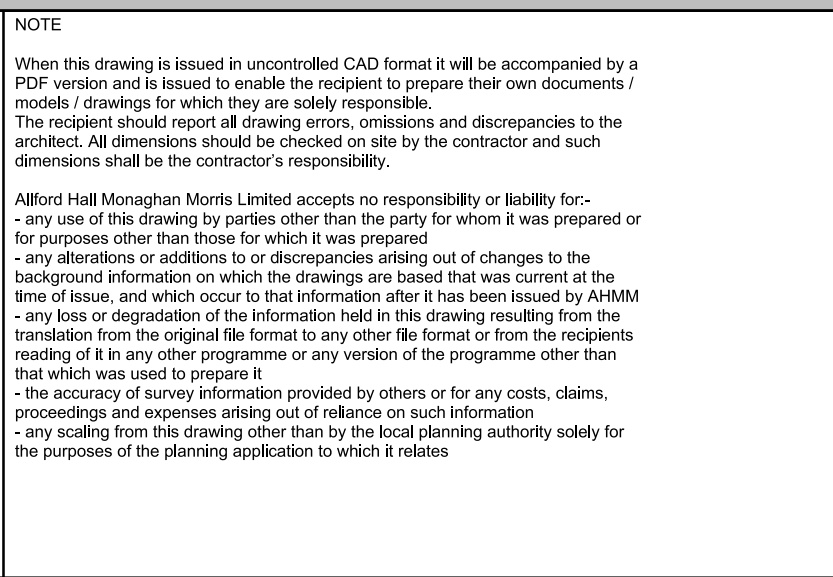 NOTE
When this drawing is issued in uncontrolled CAD format it will be accompanied by a
PDF version and is issued to enable the recipient to prepare their own documents /
models / drawings for which they are solely responsible.
The recipient should report all drawing errors, omissions and discrepancies to the
architect. All dimensions should be checked on site by the contractor and such
dimensions shall be the contractor's responsibility.
Allford Hall Monaghan Morris Limited accepts no responsibility or liability for:-
- any use of this drawing by parties other than the party for whom it was prepared or
for purposes other than those for which it was prepared
- any alterations or additions to or discrepancies arising out of changes to the
background information on which the drawings are based that was current at the
time of issue, and which occur to that information after it has been issued by AHMM
- any loss or degradation of the information held in this drawing resulting from the
translation from the original file format to any other file format or from the recipients
reading of it in any other programme or any version of the programme other than
that which was used to prepare it
- the accuracy of survey information provided by others or for any costs, claims,
proceedings and expenses arising out of reliance on such information
- any scaling from this drawing other than by the local planning authority solely for
the purposes of the planning application to which it relates